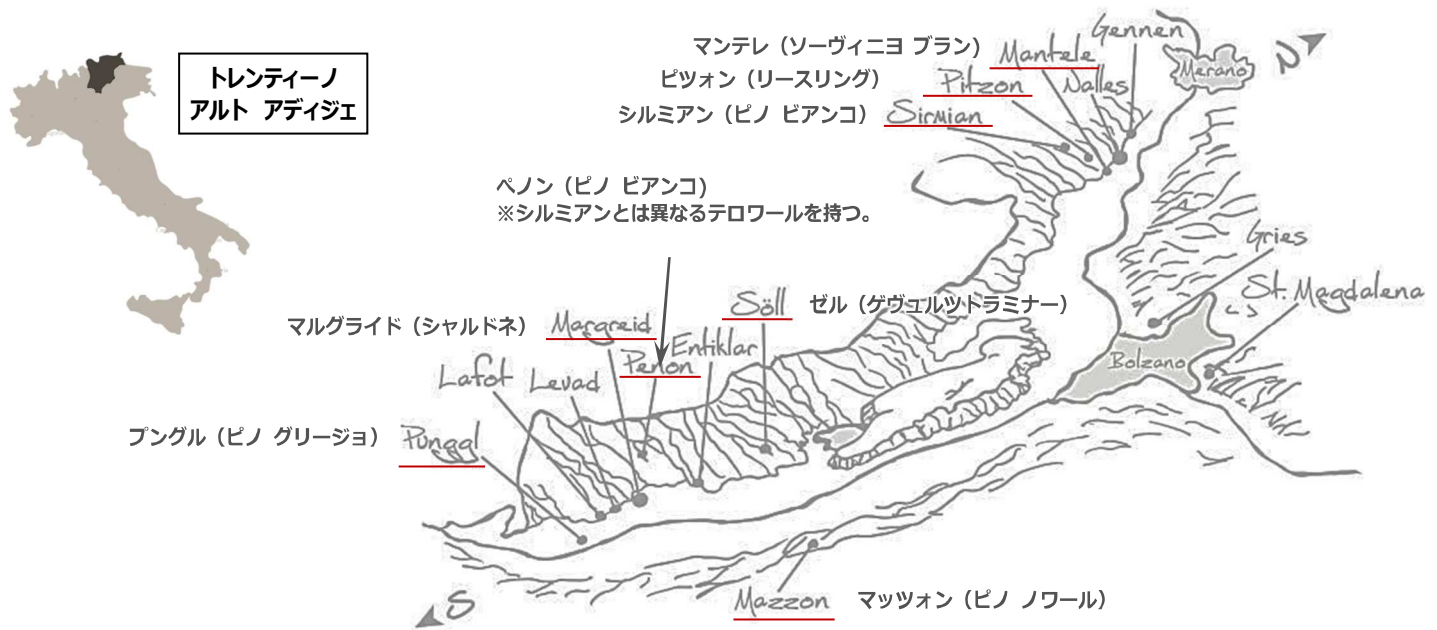 トレンティーノ
アルト アディジェ
Gennen
マンテレ（ソーヴィニヨ ブラン）
Mantele
N
Merano
ピツォン（リースリング）
Pitzon
Nalles
シルミアン（ピノ ビアンコ）
Sirmian
ペノン（ピノ ビアンコ）
※シルミアンとは異なるテロワールを持つ。
Gries
St. Magdalena
Söll
ゼル（ゲヴュルツトラミナー）
マルグライド（シャルドネ）
Margreid
Entiklar
Penon
Bolzano
Lafot
Levad
プングル（ピノ グリージョ）
Punggl
S
Mazzon
マッツォン（ピノ ノワール）